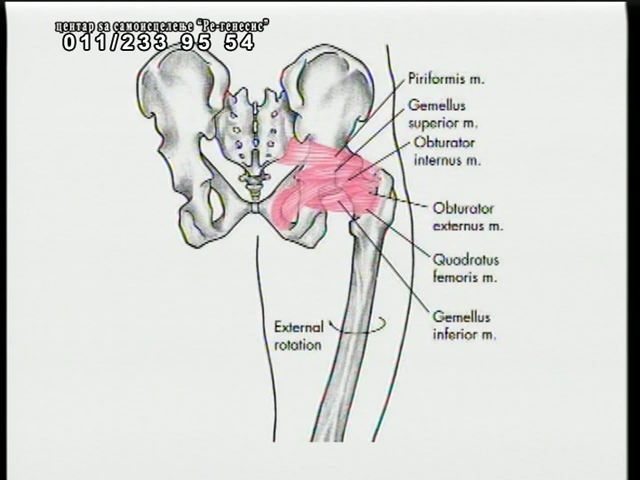 центар за самоисцелење "Ре-генесис"
011/233 95 54
Piriformis m.
Gemellus
superior m.
Obturator
internus m.
Obturator
externus m.
Quadratus
femoris m.
Gemellus
inferior m.
External
rotation